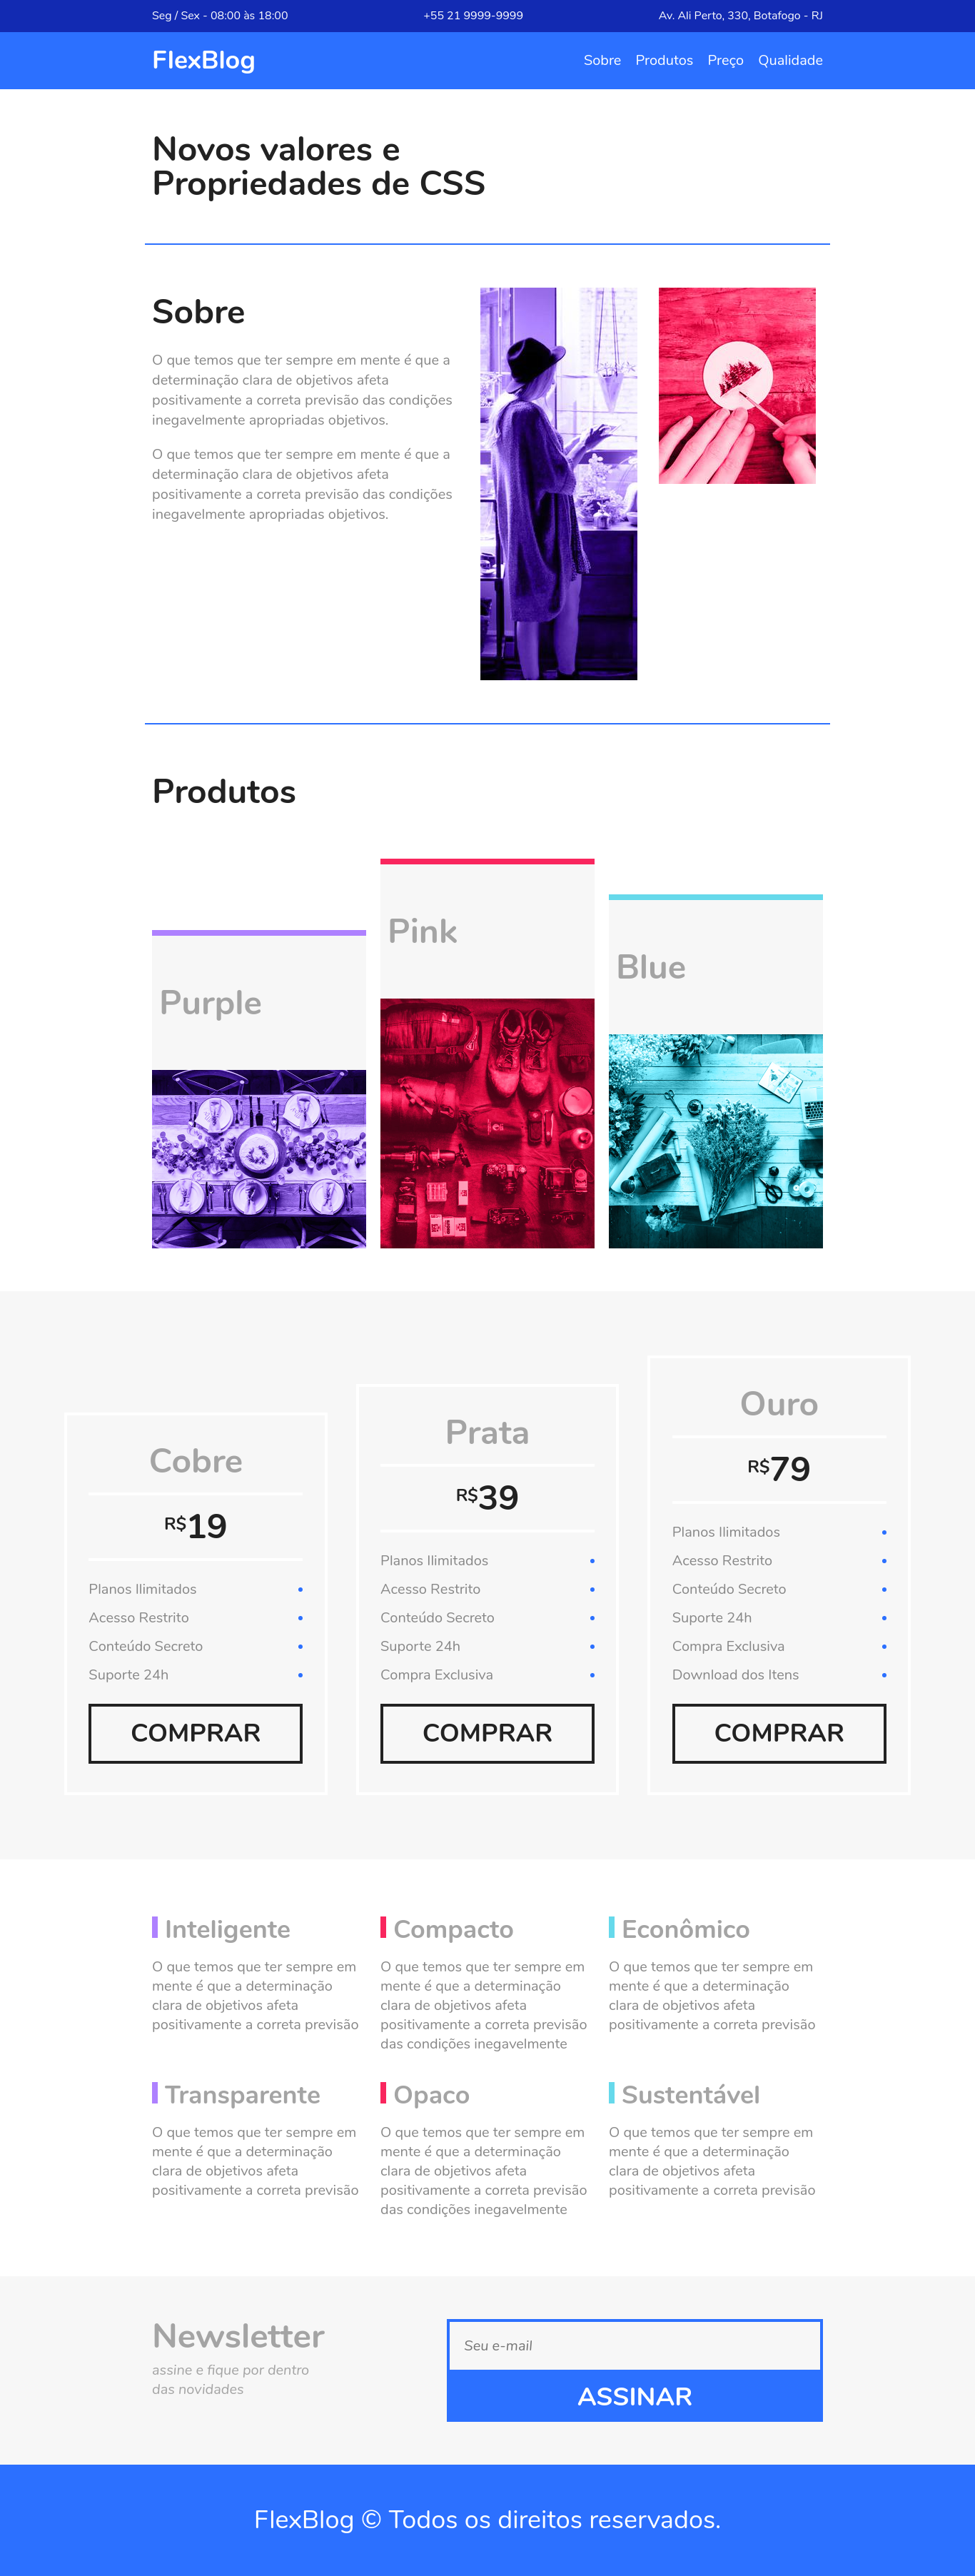 Seg / Sex - 08:00 às 18:00
+55 21 9999-9999
Av. Ali Perto, 330, Botafogo - RJ
FlexBlog
Sobre
Produtos
Preço
Qualidade
Novos valores e
Propriedades de CSS
Sobre
O que temos que ter sempre em mente é que a
determinação clara de objetivos afeta
positivamente a correta previsão das condições
inegavelmente apropriadas objetivos.
O que temos que ter sempre em mente é que a
determinação clara de objetivos afeta
positivamente a correta previsão das condições
inegavelmente apropriadas objetivos.
Produtos
Purple
Pink
Blue
Cobre
R$19
Planos Ilimitados
Acesso Restrito
Conteúdo Secreto
Suporte 24h
COMPRAR
Prata
R$39
Planos Ilimitados
Acesso Restrito
Conteúdo Secreto
Suporte 24h
Compra Exclusiva
COMPRAR
Ouro
R$79
Planos Ilimitados
Acesso Restrito
Conteúdo Secreto
Suporte 24h
Compra Exclusiva
Download dos Itens
COMPRAR
Inteligente
O que temos que ter sempre em
mente é que a determinação
clara de objetivos afeta
positivamente a correta previsão
Compacto
O que temos que ter sempre em
mente é que a determinação
clara de objetivos afeta
positivamente a correta previsão
das condições inegavelmente
Econômico
O que temos que ter sempre em
mente é que a determinação
clara de objetivos afeta
positivamente a correta previsão
Transparente
O que temos que ter sempre em
mente é que a determinação
clara de objetivos afeta
positivamente a correta previsão
Opaco
O que temos que ter sempre em
mente é que a determinação
clara de objetivos afeta
positivamente a correta previsão
das condições inegavelmente
Sustentável
O que temos que ter sempre em
mente é que a determinação
clara de objetivos afeta
positivamente a correta previsão
Newsletter
assine e fique por dentro
das novidades
Seu e-mail
ASSINAR
FlexBlog © Todos os direitos reservados.